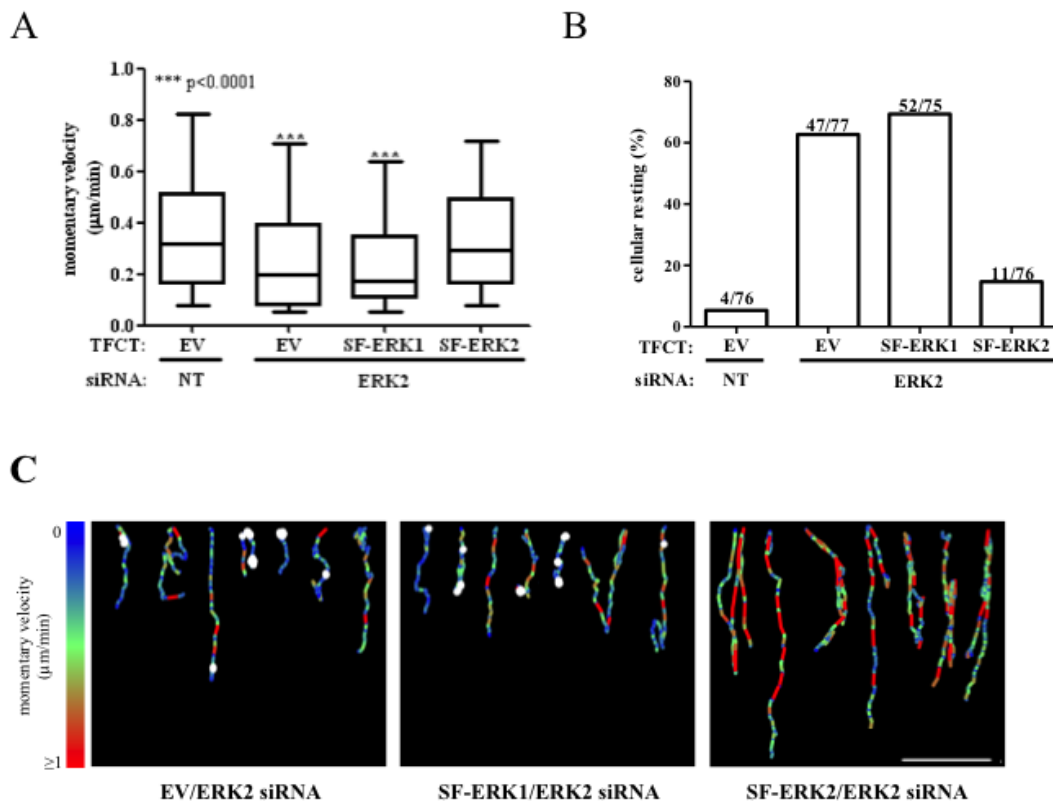 A
momentary velocity
(µm/min)
1.0
0.8
0.6
0.4
0.2
0.0
*** p<0.0001
***
***
TFCT: EV EV SF-ERK1 SF-ERK2
siRNA: NT ERK2
B
cellular resting (%)
80
60
40
20
0
4/76
47/77
52/75
11/76
TFCT: EV EV SF-ERK1 SF-ERK2
siRNA: NT ERK2
C
momentary velocity
(µm/min)
0
≥1
EV/ERK2 siRNA
SF-ERK1/ERK2 siRNA
SF-ERK2/ERK2 siRNA